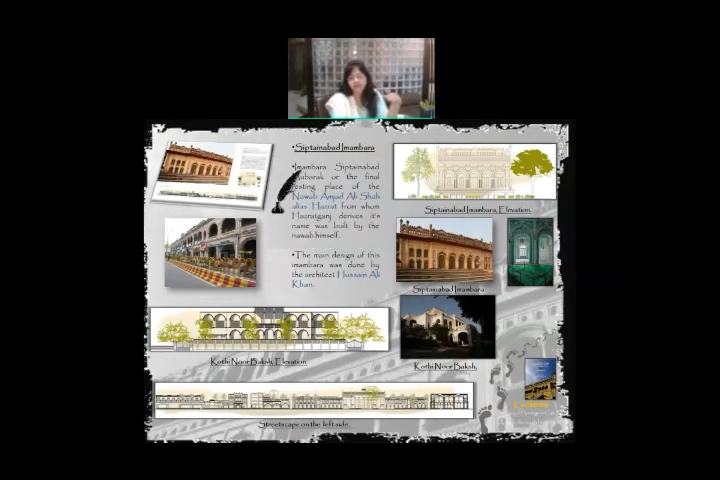 •Siptainabad Imambara
•Imambara Siptainabad
Mubarak or the final
resting place of the
Nawab Amjad Ali Shah
alias Hazrat from whom
Hazratganj derives it's
name was built by the
nawab himself.
•The main design of this
imambara was done by
the architect Hussain Ali
Khan.
Siptainabad Imambara, Elevation.
Siptainabad Imambara
Kothi Noor Baksh, Elevation
Kothi Noor Baksh,
Streetscape on the left side.